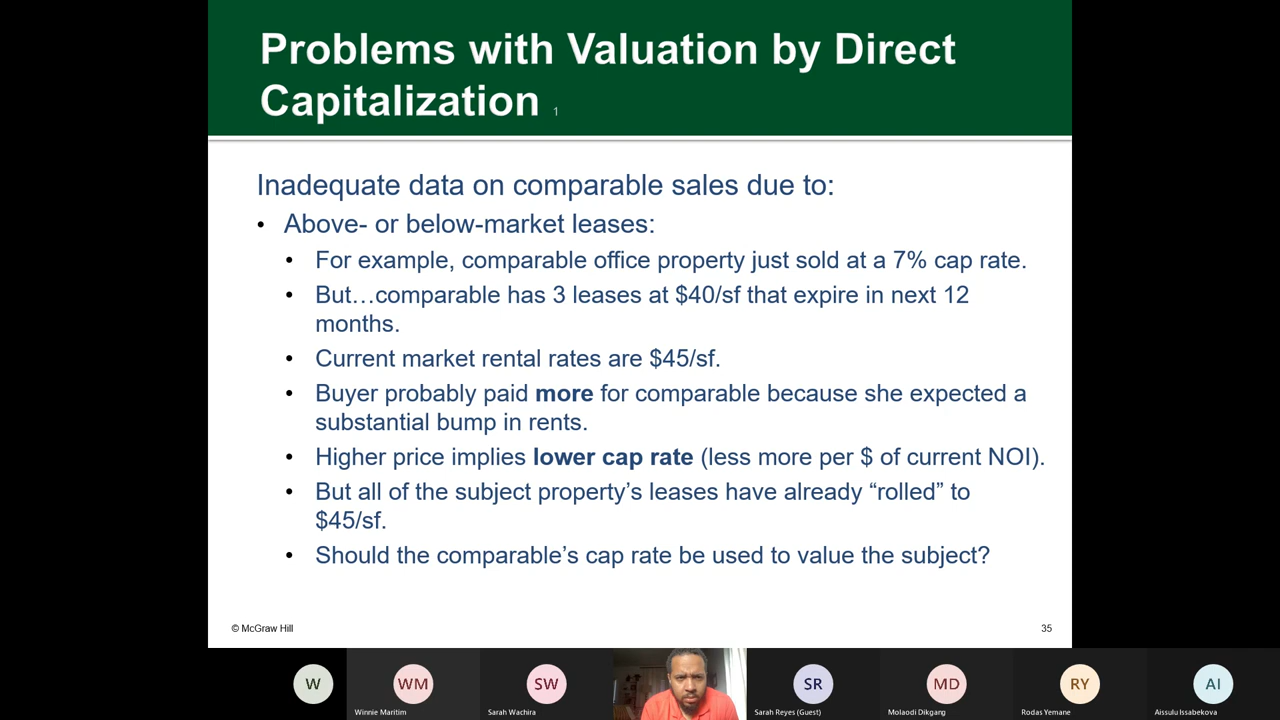 Problems with Valuation by Direct
Capitalization 1
Inadequate data on comparable sales due to:
• Above- or below-market leases:
• For example, comparable office property just sold at a 7% cap rate.
• But…comparable has 3 leases at $40/sf that expire in next 12
months.
• Current market rental rates are $45/sf.
• Buyer probably paid more for comparable because she expected a
substantial bump in rents.
• Higher price implies lower cap rate (less more per $ of current NOI).
• But all of the subject property’s leases have already “rolled” to
$45/sf.
• Should the comparable’s cap rate be used to value the subject?
© McGraw Hill
35
W
WM
SW
SR
MD
RY
AI
Winnie Maritim
Sarah Wachira
Sarah Reyes (Guest)
Molaodi Dikgang
Rodas Yemane
Aissulu Issabekova